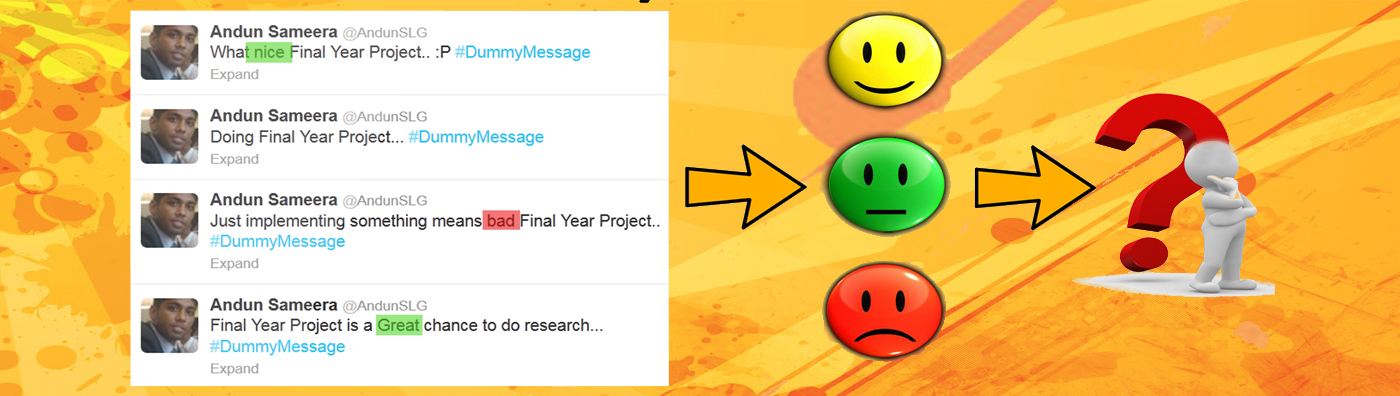 Andun Sameera @AndunSLG
What nice Final Year Project.. :P #DummyMessage
Expand
Andun Sameera @AndunSLG
Doing Final Year Project... #DummyMessage
Expand
Andun Sameera @AndunSLG
Just implementing something means bad Final Year Project..
#DummyMessage
Expand
Andun Sameera @AndunSLG
Final Year Project is a Great chance to do research...
#DummyMessage
Expand